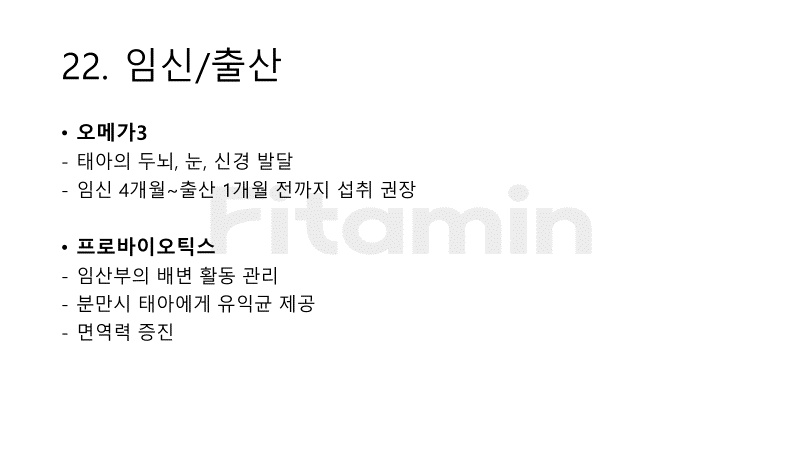 22. 임신/출산
• 오메가3
- 태아의 두뇌, 눈, 신경 발달
- 임신 4개월~출산 1개월 전까지 섭취 권장
Fitamin
• 프로바이오틱스
- 임산부의 배변 활동 관리
- 분만시 태아에게 유익균 제공
- 면역력 증진